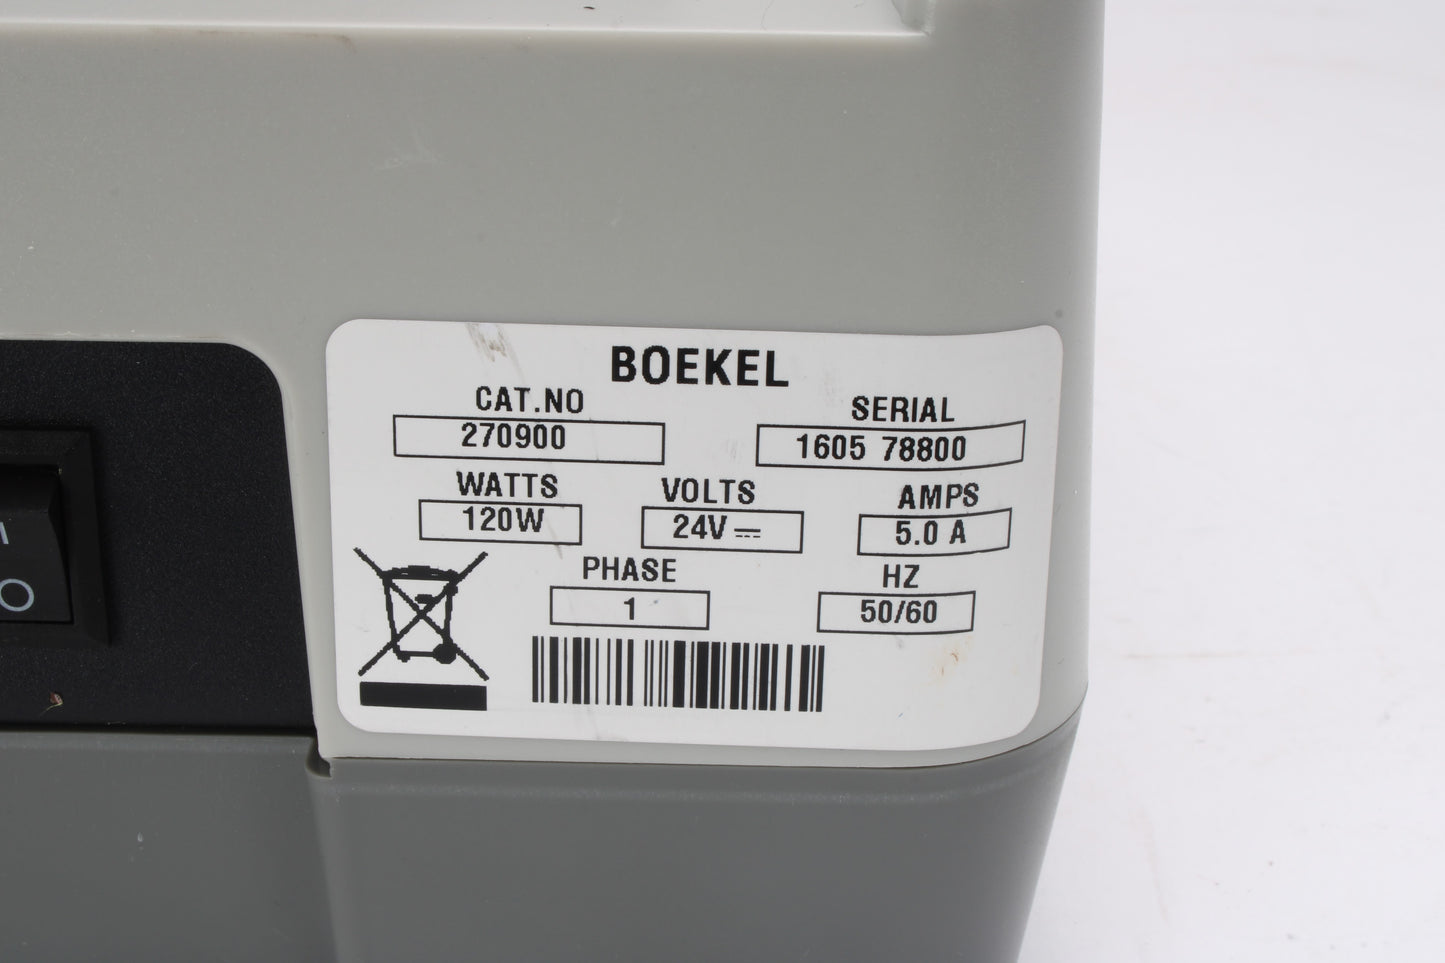 BOEKEL
CAT.NO SERIAL
270900 1605 78800
WATTS VOLTS AMPS
120W 24V ⎓ 5.0 A
PHASE HZ
1 50/60
I
O